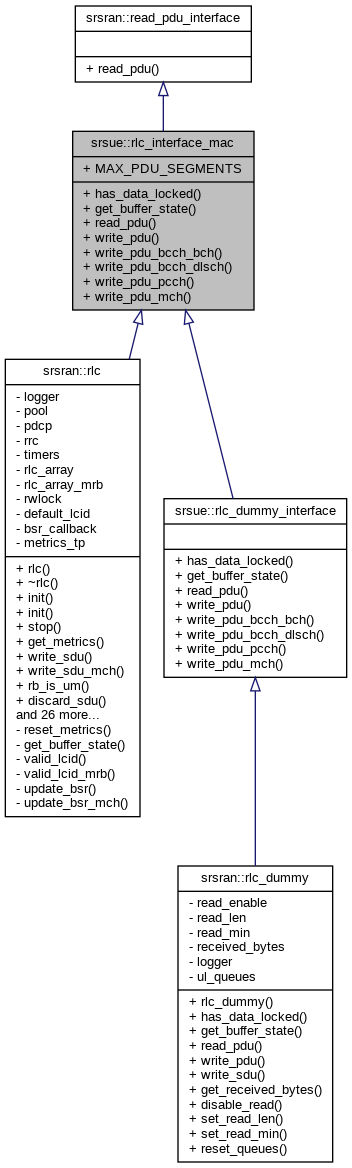 srsran::read_pdu_interface
+ read_pdu()
srsue::rlc_interface_mac
+ MAX_PDU_SEGMENTS
+ has_data_locked()
+ get_buffer_state()
+ read_pdu()
+ write_pdu()
+ write_pdu_bcch_bch()
+ write_pdu_bcch_dlsch()
+ write_pdu_pcch()
+ write_pdu_mch()
srsran::rlc
- logger
- pool
- pdcp
- rrc
- timers
- rlc_array
- rlc_array_mrb
- rwlock
- default_lcid
- bsr_callback
- metrics_tp
+ rlc()
+ ~rlc()
+ init()
+ init()
+ stop()
+ get_metrics()
+ write_sdu()
+ write_sdu_mch()
+ rb_is_um()
+ discard_sdu()
and 26 more...
- reset_metrics()
- get_buffer_state()
- valid_lcid()
- valid_lcid_mrb()
- update_bsr()
- update_bsr_mch()
srsue::rlc_dummy_interface
+ has_data_locked()
+ get_buffer_state()
+ read_pdu()
+ write_pdu()
+ write_pdu_bcch_bch()
+ write_pdu_bcch_dlsch()
+ write_pdu_pcch()
+ write_pdu_mch()
srsran::rlc_dummy
- read_enable
- read_len
- read_min
- received_bytes
- logger
- ul_queues
+ rlc_dummy()
+ has_data_locked()
+ get_buffer_state()
+ read_pdu()
+ write_pdu()
+ write_sdu()
+ get_received_bytes()
+ disable_read()
+ set_read_len()
+ set_read_min()
+ reset_queues()